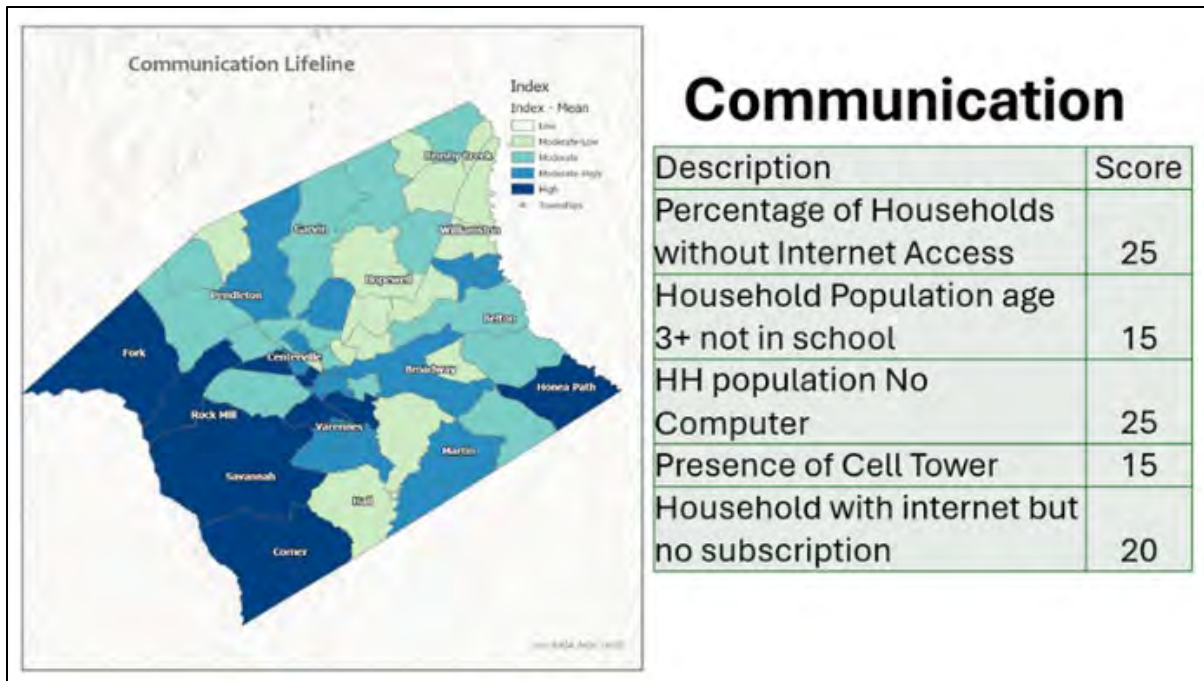 Communication Lifeline
Index
Index - Mean
Low
Moderate-Low
Moderate
Moderate-High
High
Townships
Brushy Creek
Garvin
Williamston
Hopewell
Pendleton
Belton
Fork
Centerville
Broadway
Honea Path
Rock Mill
Varennes
Martin
Savannah
Hall
Corner
Communication
Description Score
Percentage of Households
without Internet Access 25
Household Population age
3+ not in school 15
HH population No
Computer 25
Presence of Cell Tower 15
Household with internet but
no subscription 20